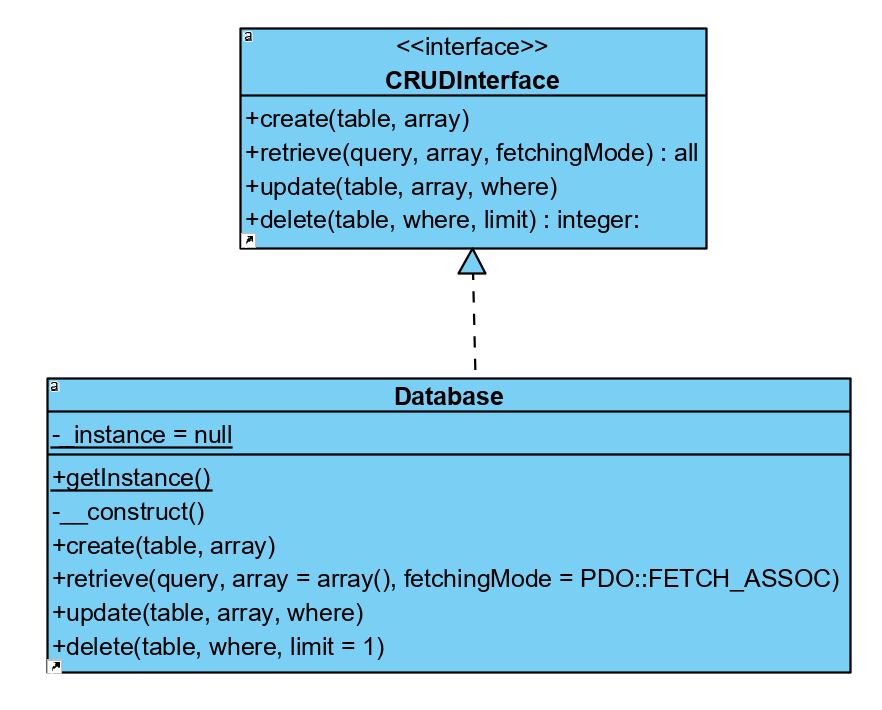 a
<<interface>>
CRUDInterface
+create(table, array)
+retrieve(query, array, fetchingMode) : all
+update(table, array, where)
+delete(table, where, limit) : integer:
a
Database
-_instance = null
+getInstance()
-__construct()
+create(table, array)
+retrieve(query, array = array(), fetchingMode = PDO::FETCH_ASSOC)
+update(table, array, where)
+delete(table, where, limit = 1)